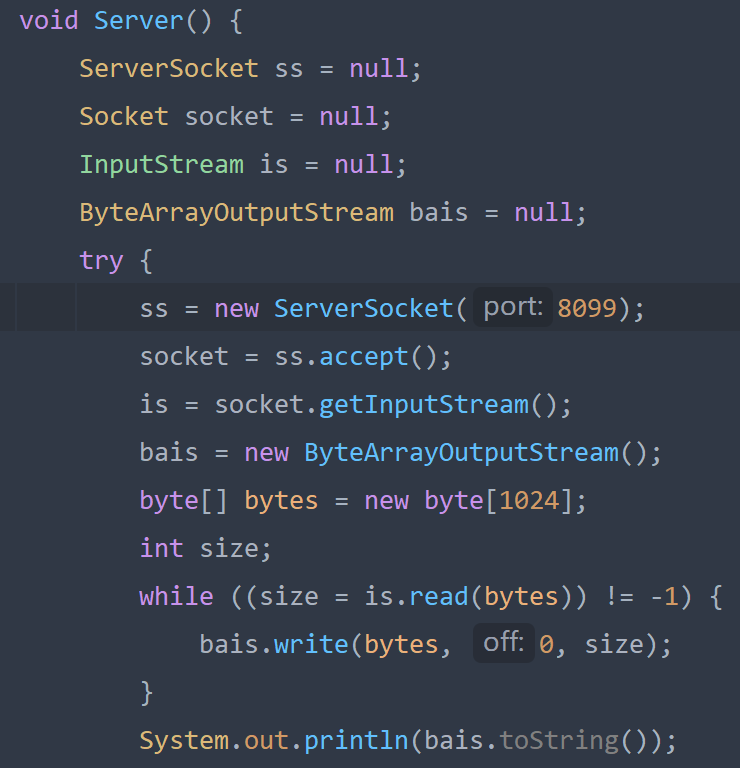 void Server() {
ServerSocket ss = null;
Socket socket = null;
InputStream is = null;
ByteArrayOutputStream bais = null;
try {
ss = new ServerSocket( port: 8099);
socket = ss.accept();
is = socket.getInputStream();
bais = new ByteArrayOutputStream();
byte[] bytes = new byte[1024];
int size;
while ((size = is.read(bytes)) != -1) {
bais.write(bytes, off: 0, size);
}
System.out.println(bais.toString());